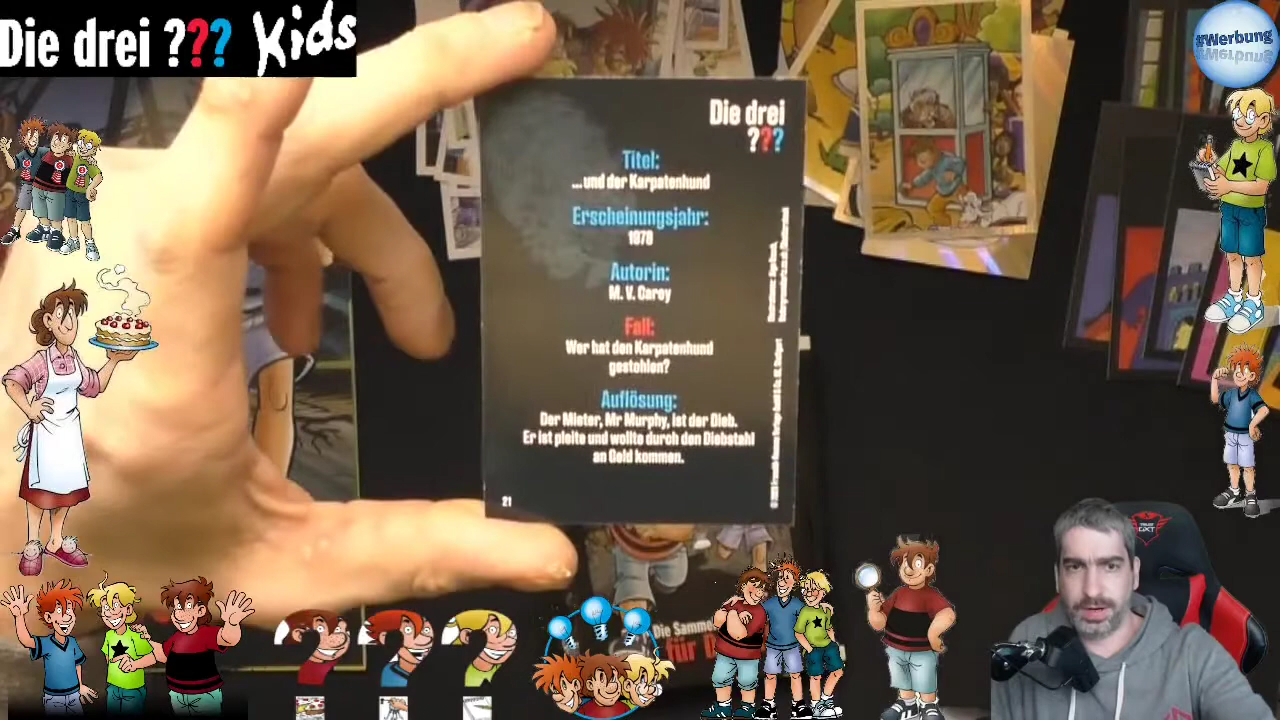 Die drei ??? Kids
#Werbung
Die drei
???
Titel:
...und der Karpatenhund
Erscheinungsjahr:
1978
Autorin:
M. V. Carey
Fall:
Wer hat den Karpatenhund
gestohlen?
Auflösung:
Der Mieter, Mr Murphy, ist der Dieb.
Er ist pleite und wollte durch den Diebstahl
an Geld kommen.
21
Die Samme
für D